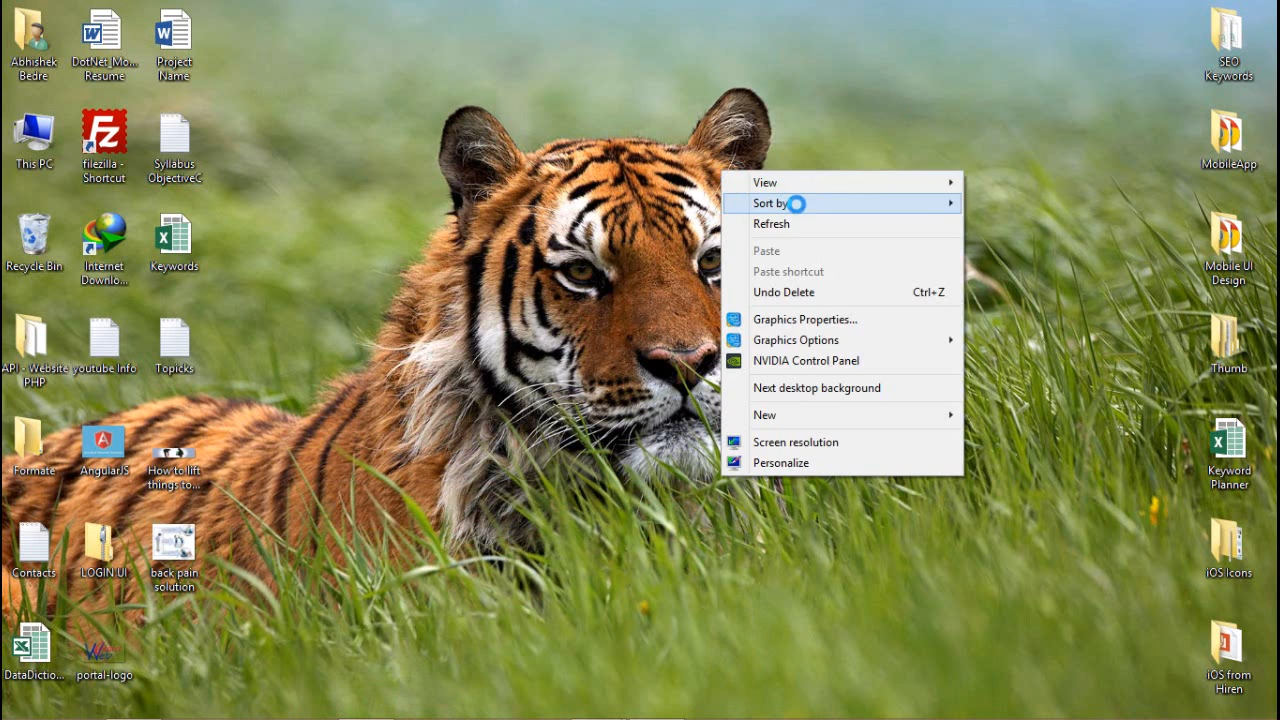 Abhishek
Bedre
DotNet_Mo...
Resume
Project
Name
This PC
filezilla -
Shortcut
Syllabus
ObjectiveC
Recycle Bin
Internet
Downlo...
Keywords
API - Website
PHP
youtube Info
Topicks
Formate
AngularJS
How to lift
things to...
Contacts
LOGIN UI
back pain
solution
DataDictio...
portal-logo
View
Sort by
Refresh
Paste
Paste shortcut
Undo Delete Ctrl+Z
Graphics Properties...
Graphics Options
NVIDIA Control Panel
Next desktop background
New
Screen resolution
Personalize
SEO
Keywords
MobileApp
Mobile UI
Design
Thumb
Keyword
Planner
iOS Icons
iOS from
Hiren